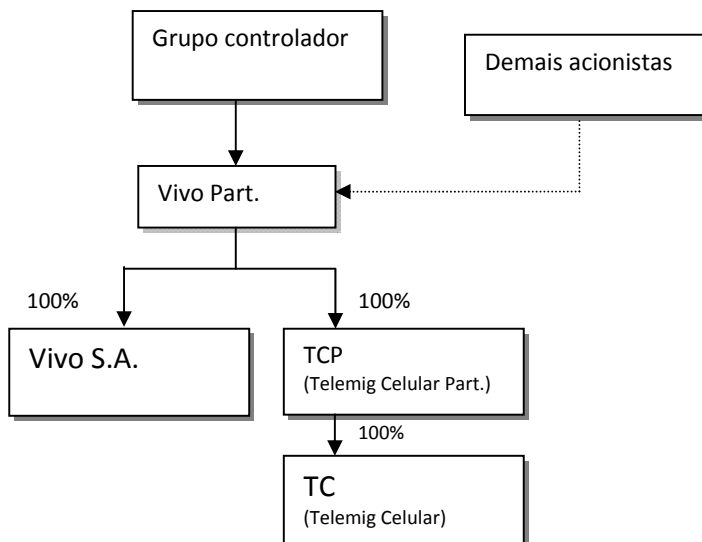 Grupo controlador
Demais acionistas
Vivo Part.
100%
100%
Vivo S.A.
TCP
(Telemig Celular Part.)
100%
TC
(Telemig Celular)